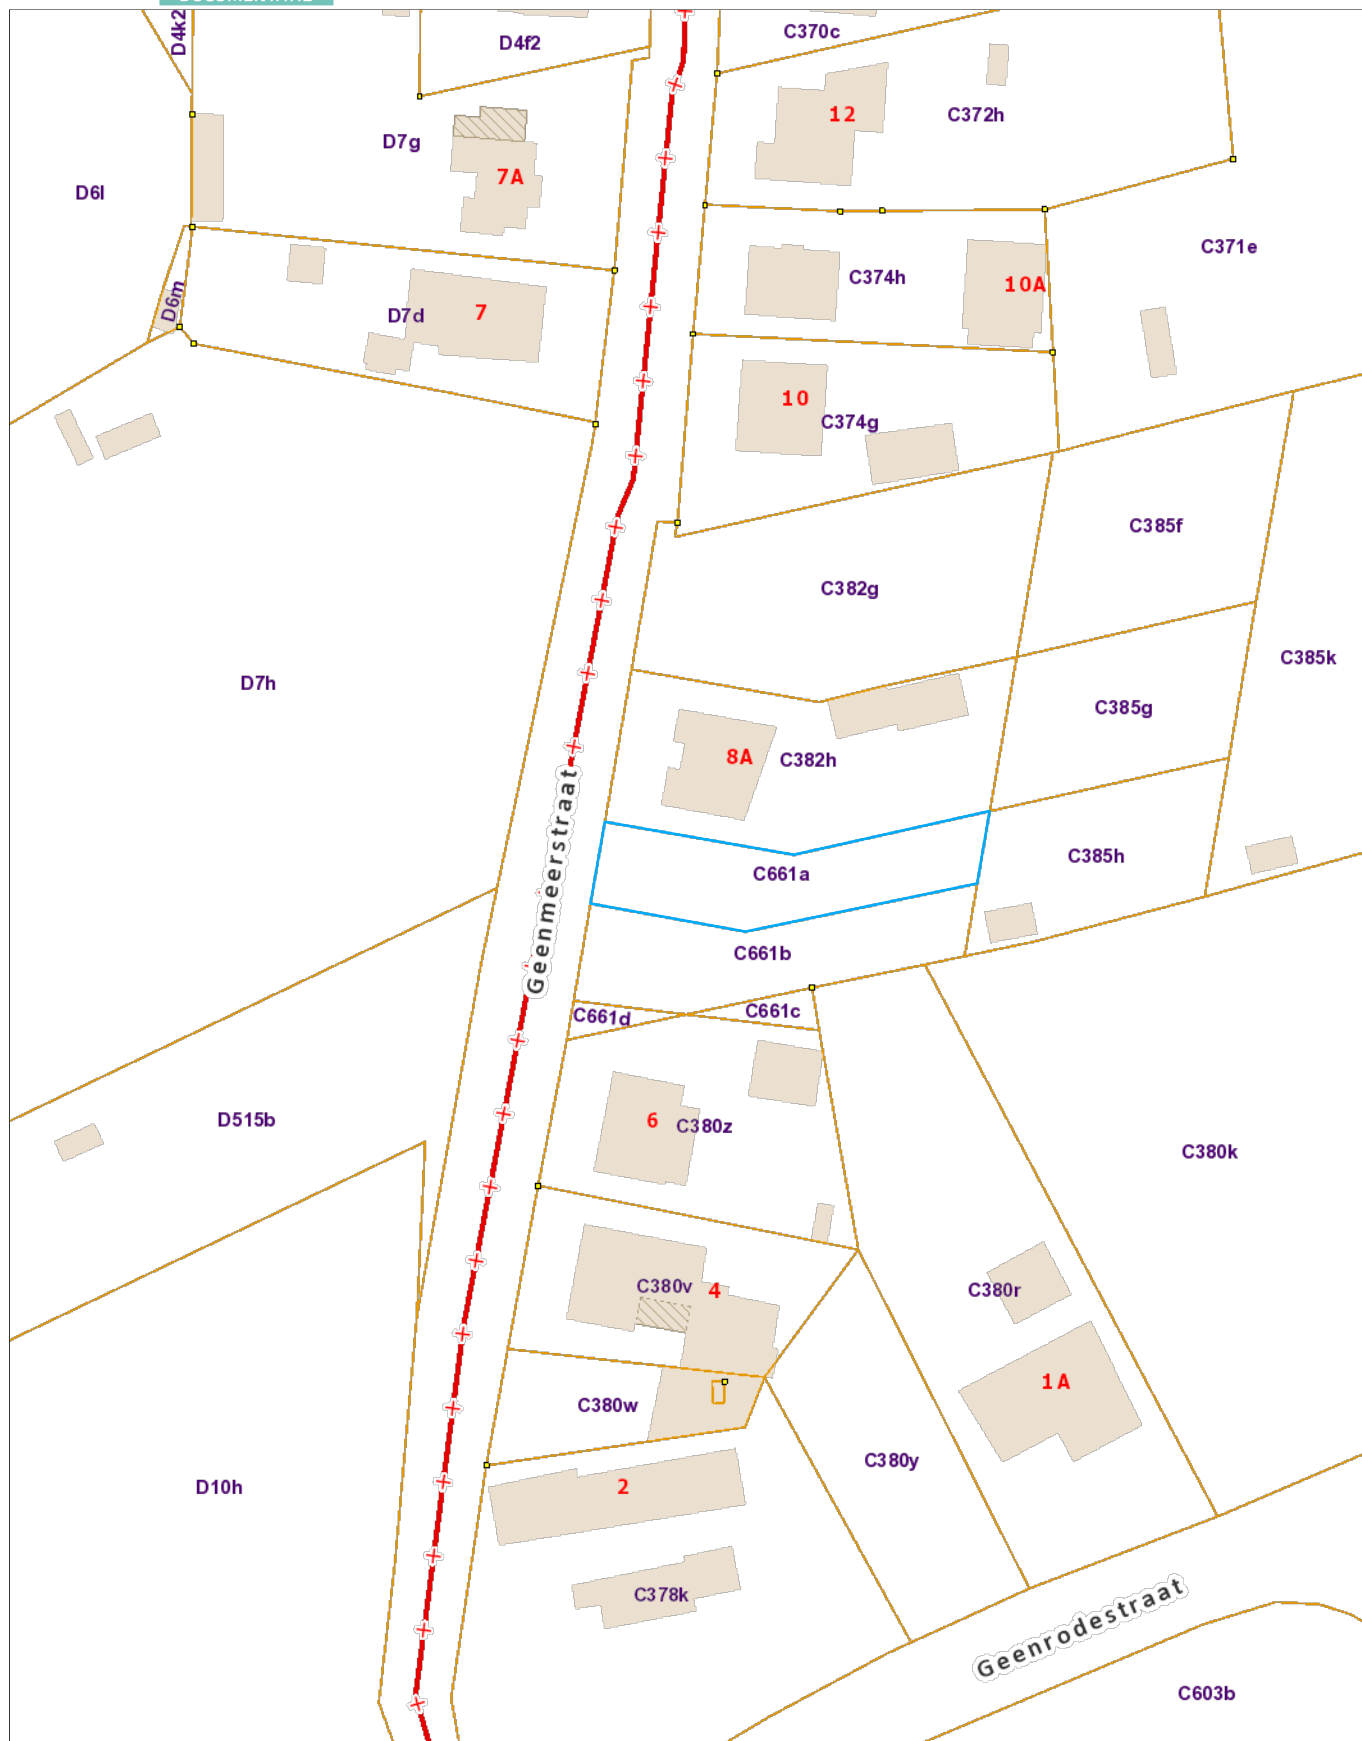 D4k2
D4f2
C370c
12
C372h
D7g
7A
D6l
C371e
C374h
10A
D6m
D7d
7
10
C374g
C385f
C382g
C385k
D7h
C385g
8A
C382h
Geenmeerstraat
C385h
C661a
C661b
C661c
C661d
D515b
6
C380z
C380k
C380v
4
C380r
1A
C380w
C380y
D10h
2
C378k
Geenrodestraat
C603b